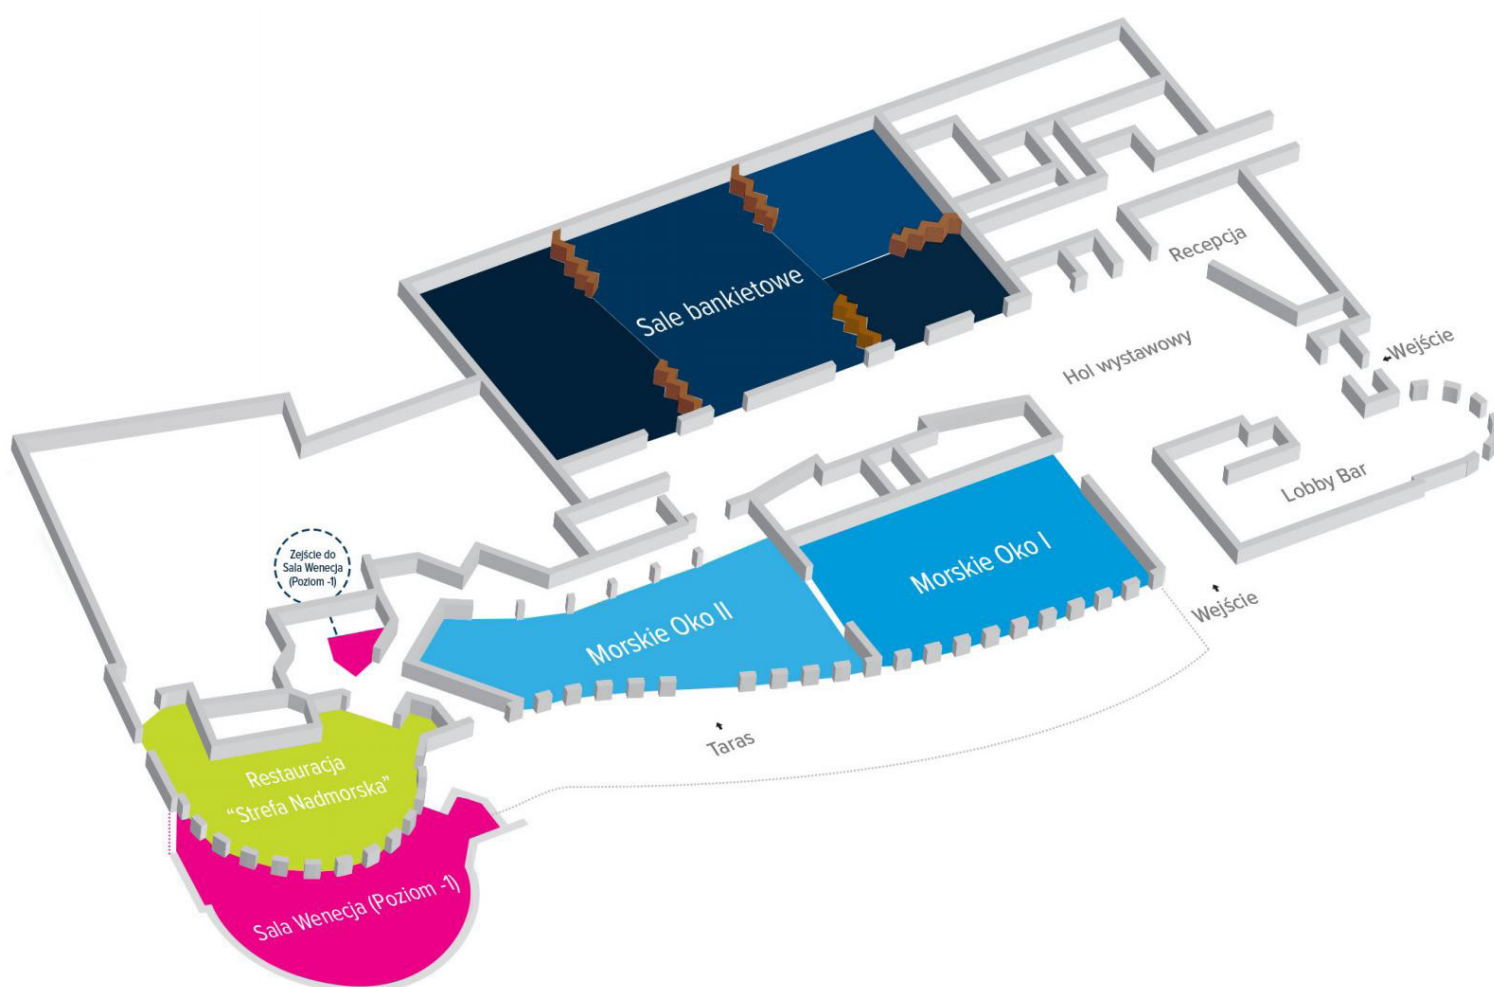 Recepcja
Sale bankietowe
Hol wystawowy
Wejście
Lobby Bar
Zejście do
Sala Wenecja
(Poziom -1)
Morskie Oko I
Morskie Oko II
Wejście
Taras
Restauracja
“Strefa Nadmorska”
Sala Wenecja (Poziom -1)